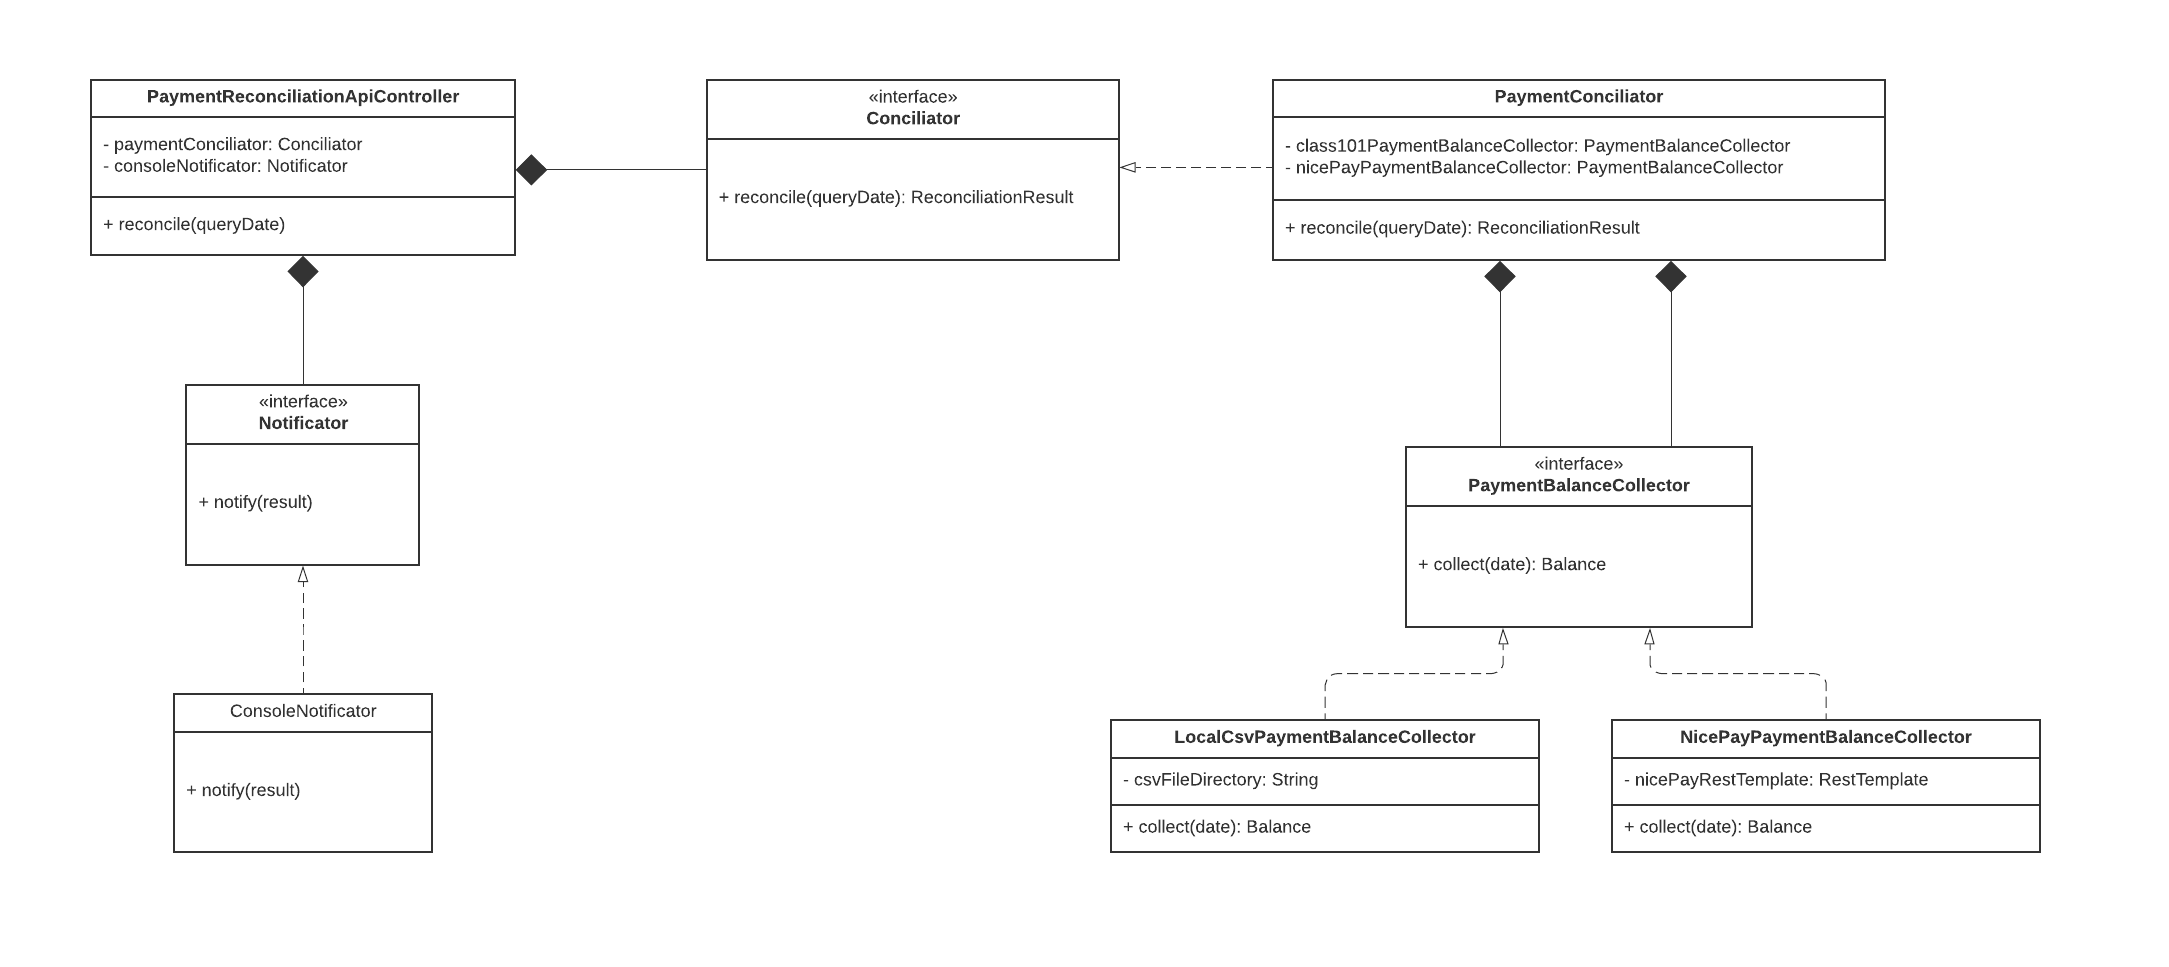 PaymentReconciliationApiController
- paymentConciliator: Conciliator
- consoleNotificator: Notificator
+ reconcile(queryDate)
«interface»
Conciliator
+ reconcile(queryDate): ReconciliationResult
PaymentConciliator
- class101PaymentBalanceCollector: PaymentBalanceCollector
- nicePayPaymentBalanceCollector: PaymentBalanceCollector
+ reconcile(queryDate): ReconciliationResult
«interface»
Notificator
+ notify(result)
«interface»
PaymentBalanceCollector
+ collect(date): Balance
ConsoleNotificator
+ notify(result)
LocalCsvPaymentBalanceCollector
- csvFileDirectory: String
+ collect(date): Balance
NicePayPaymentBalanceCollector
- nicePayRestTemplate: RestTemplate
+ collect(date): Balance